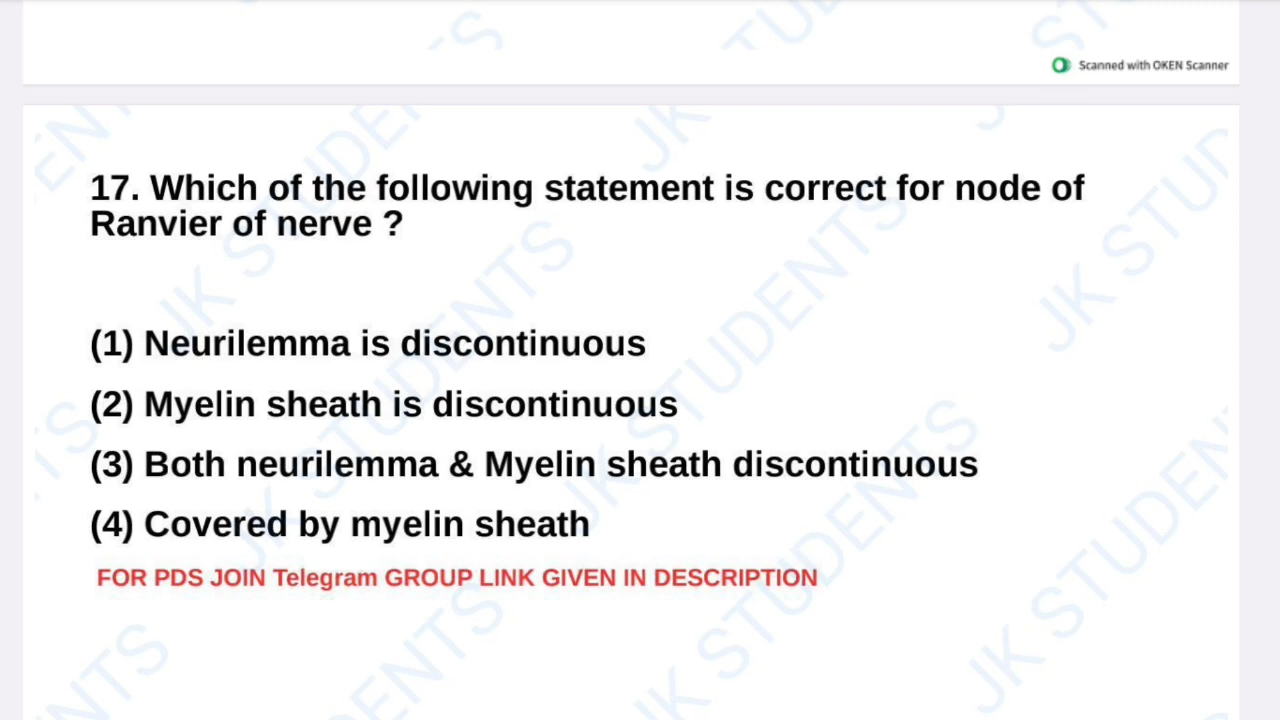 Scanned with OKEN Scanner
17. Which of the following statement is correct for node of
Ranvier of nerve ?
(1) Neurilemma is discontinuous
(2) Myelin sheath is discontinuous
(3) Both neurilemma & Myelin sheath discontinuous
(4) Covered by myelin sheath
FOR PDS JOIN Telegram GROUP LINK GIVEN IN DESCRIPTION
JK STUDENTS